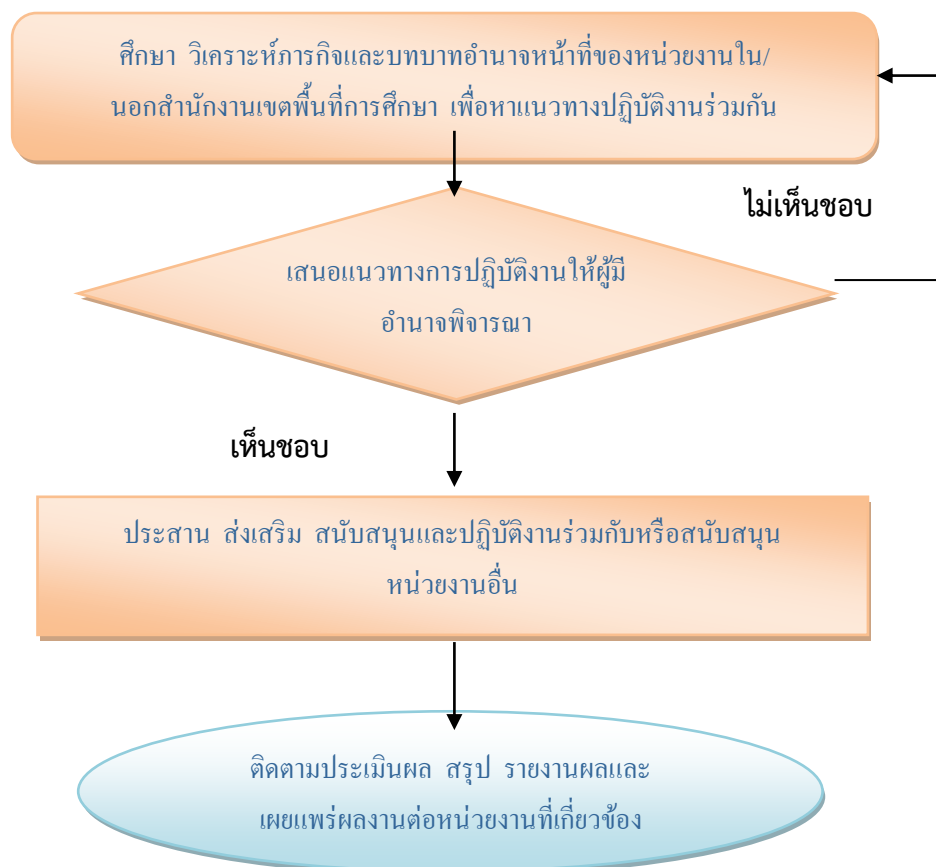 ศึกษา วิเคราะห์ภารกิจและบทบาทอำนาจหน้าที่ของหน่วยงานใน/
นอกสำนักงานเขตพื้นที่การศึกษา เพื่อหาแนวทางปฏิบัติงานร่วมกัน
ไม่เห็นชอบ
เสนอแนวทางการปฏิบัติงานให้ผู้มี
อำนาจพิจารณา
เห็นชอบ
ประสาน ส่งเสริม สนับสนุนและปฏิบัติงานร่วมกับหรือสนับสนุน
หน่วยงานอื่น
ติดตามประเมินผล สรุป รายงานผลและ
เผยแพร่ผลงานต่อหน่วยงานที่เกี่ยวข้อง